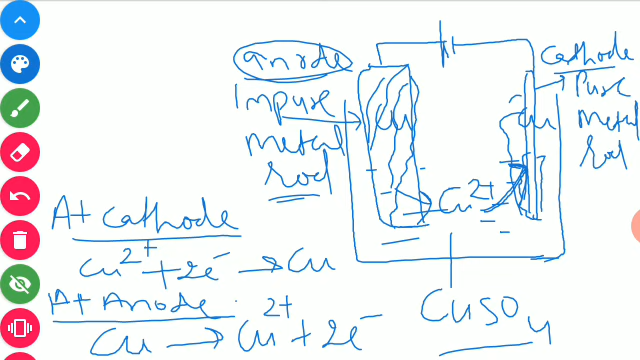 anode
Impure
metal
rod
Cu
Cu
Cu²⁺
Cathode
Pure
metal
rod
CuSO₄
At Cathode
Cu²⁺ + 2e⁻ → Cu
At Anode
Cu → Cu²⁺ + 2e⁻